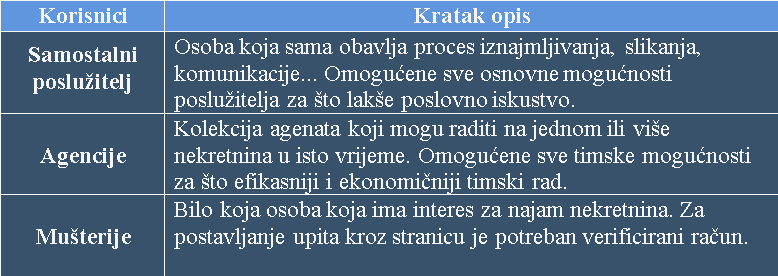 Korisnici
Kratak opis
Samostalni
poslužitelj
Osoba koja sama obavlja proces iznajmljivanja, slikanja,
komunikacije... Omogućene sve osnovne mogućnosti
poslužitelja za što lakše poslovno iskustvo.
Agencije
Kolekcija agenata koji mogu raditi na jednom ili više
nekretnina u isto vrijeme. Omogućene sve timske mogućnosti
za što efikasniji i ekonomičniji timski rad.
Mušterije
Bilo koja osoba koja ima interes za najam nekretnina. Za
postavljanje upita kroz stranicu je potreban verificirani račun.